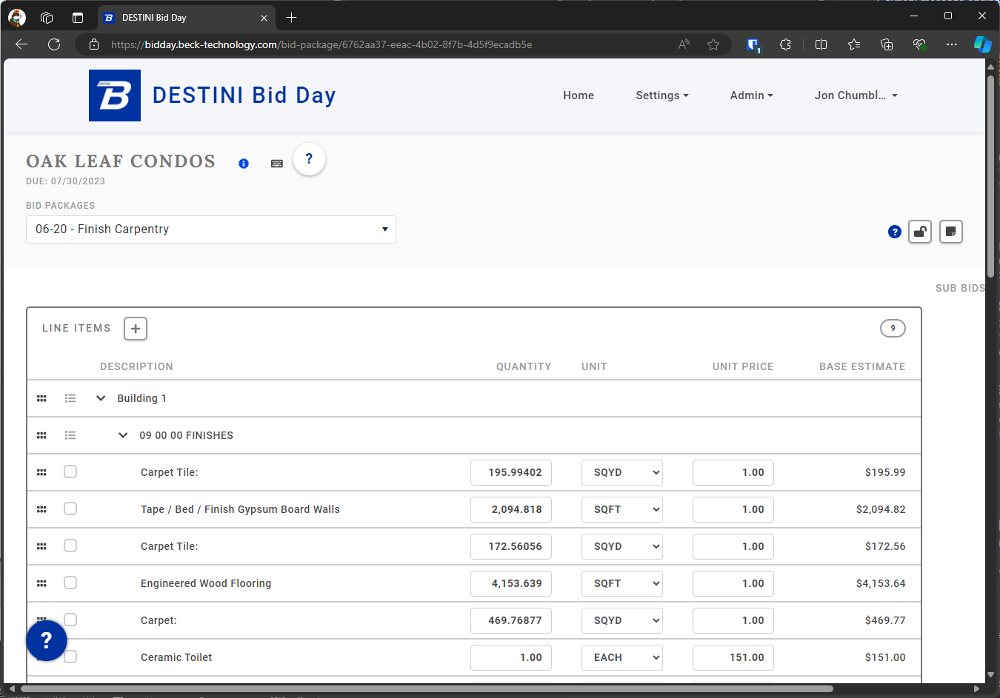 DESTINI Bid Day
https://bidday.beck-technology.com/bid-package/6762aa37-eeac-4b02-8f7b-4d5f9ecadb5e
1
DESTINI Bid Day
Home
Settings
Admin
Jon Chumbl...
OAK LEAF CONDOS
?
DUE: 07/30/2023
BID PACKAGES
06-20 - Finish Carpentry
?
SUB BIDS
LINE ITEMS + 9
DESCRIPTION QUANTITY UNIT UNIT PRICE BASE ESTIMATE
Building 1
09 00 00 FINISHES
Carpet Tile: 195.99402 SQYD 1.00 $195.99
Tape / Bed / Finish Gypsum Board Walls 2,094.818 SQFT 1.00 $2,094.82
Carpet Tile: 172.56056 SQYD 1.00 $172.56
Engineered Wood Flooring 4,153.639 SQFT 1.00 $4,153.64
Carpet: 469.76877 SQYD 1.00 $469.77
?
Ceramic Toilet 1.00 EACH 151.00 $151.00